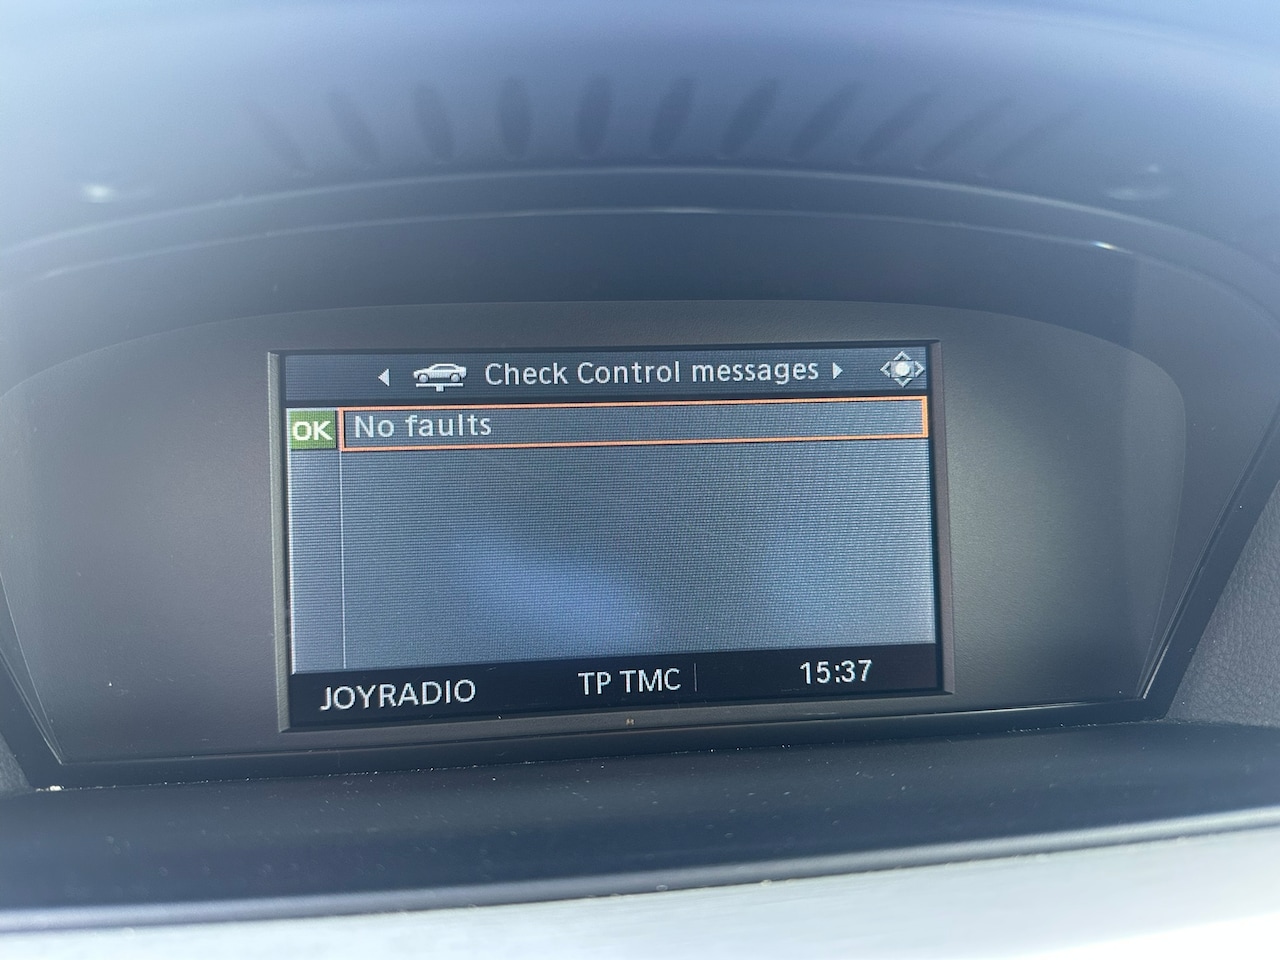 Check Control messages
OK No faults
JOYRADIO TP TMC 15:37